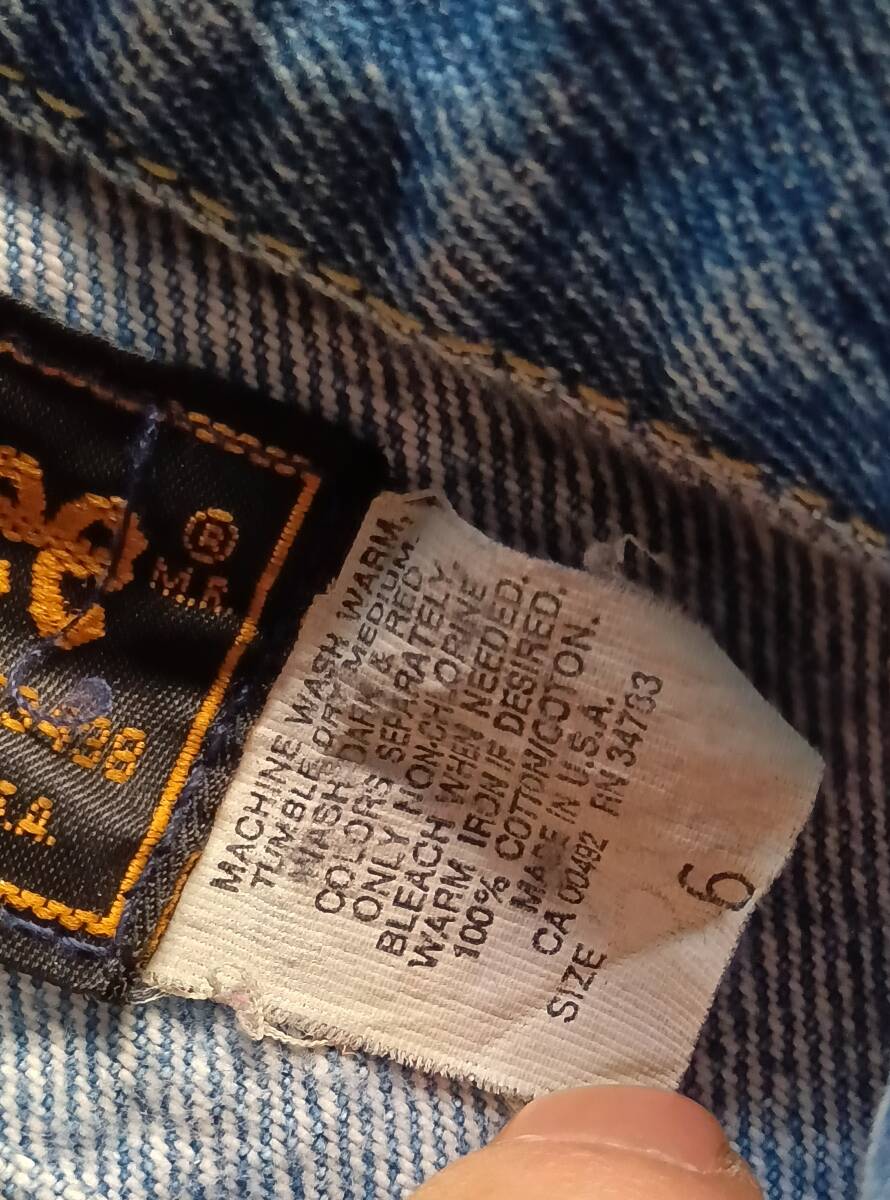 ®
M.R.
MACHINE WASH WARM,
TUMBLE DRY MEDIUM.
WASH DARK & RED
COLORS SEPARATELY.
ONLY NON-CHLORINE
BLEACH WHEN NEEDED.
WARM IRON IF DESIRED.
100% COTTON/COTON.
MADE IN U.S.A.
CA 00492 RN 34763
SIZE 6